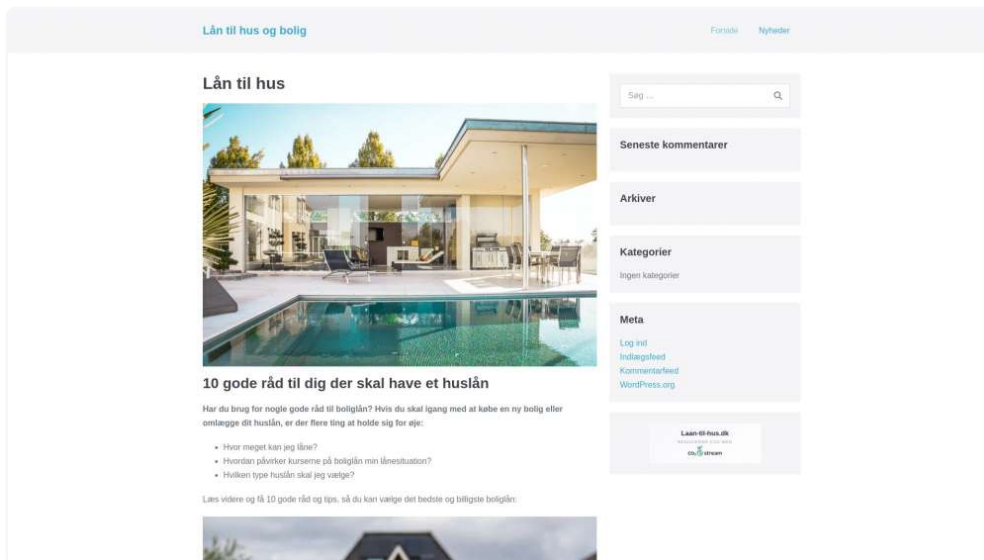 Lån til hus og bolig
Forside Nyheder
Lån til hus
10 gode råd til dig der skal have et huslån
Har du brug for nogle gode råd til boliglån? Hvis du skal igang med at købe en ny bolig eller
omlægge dit huslån, er der flere ting at holde sig for øje:
Hvor meget kan jeg låne?
Hvordan påvirker kurserne på boliglån min lånesituation?
Hvilken type huslån skal jeg vælge?
Læs videre og få 10 gode råd og tips, så du kan vælge det bedste og billigste boliglån:
Søg ...
Seneste kommentarer
Arkiver
Kategorier
Ingen kategorier
Meta
Log ind
Indlægsfeed
Kommentarfeed
WordPress.org
Laan-til-hus.dk
stream